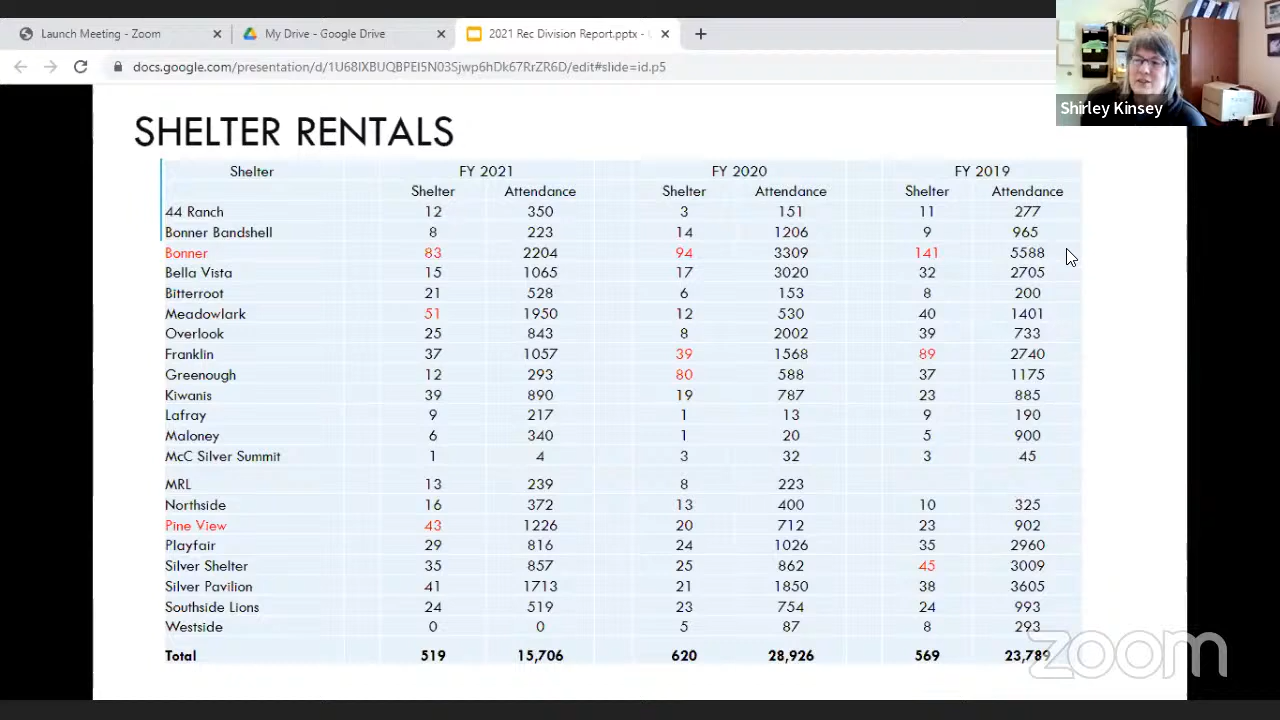 Launch Meeting - Zoom
My Drive - Google Drive
2021 Rec Division Report.pptx -
Shirley Kinsey
SHELTER RENTALS
Shelter FY 2021 FY 2020 FY 2019
Shelter Attendance Shelter Attendance Shelter Attendance
44 Ranch 12 350 3 151 11 277
Bonner Bandshell 8 223 14 1206 9 965
Bonner 83 2204 94 3309 141 5588
Bella Vista 15 1065 17 3020 32 2705
Bitterroot 21 528 6 153 8 200
Meadowlark 51 1950 12 530 40 1401
Overlook 25 843 8 2002 39 733
Franklin 37 1057 39 1568 89 2740
Greenough 12 293 80 588 37 1175
Kiwanis 39 890 19 787 23 885
Lafray 9 217 1 13 9 190
Maloney 6 340 1 20 5 900
McC Silver Summit 1 4 3 32 3 45
MRL 13 239 8 223
Northside 16 372 13 400 10 325
Pine View 43 1226 20 712 23 902
Playfair 29 816 24 1026 35 2960
Silver Shelter 35 857 25 862 45 3009
Silver Pavilion 41 1713 21 1850 38 3605
Southside Lions 24 519 23 754 24 993
Westside 0 0 5 87 8 293
Total 519 15,706 620 28,926 569 23,789
zoom